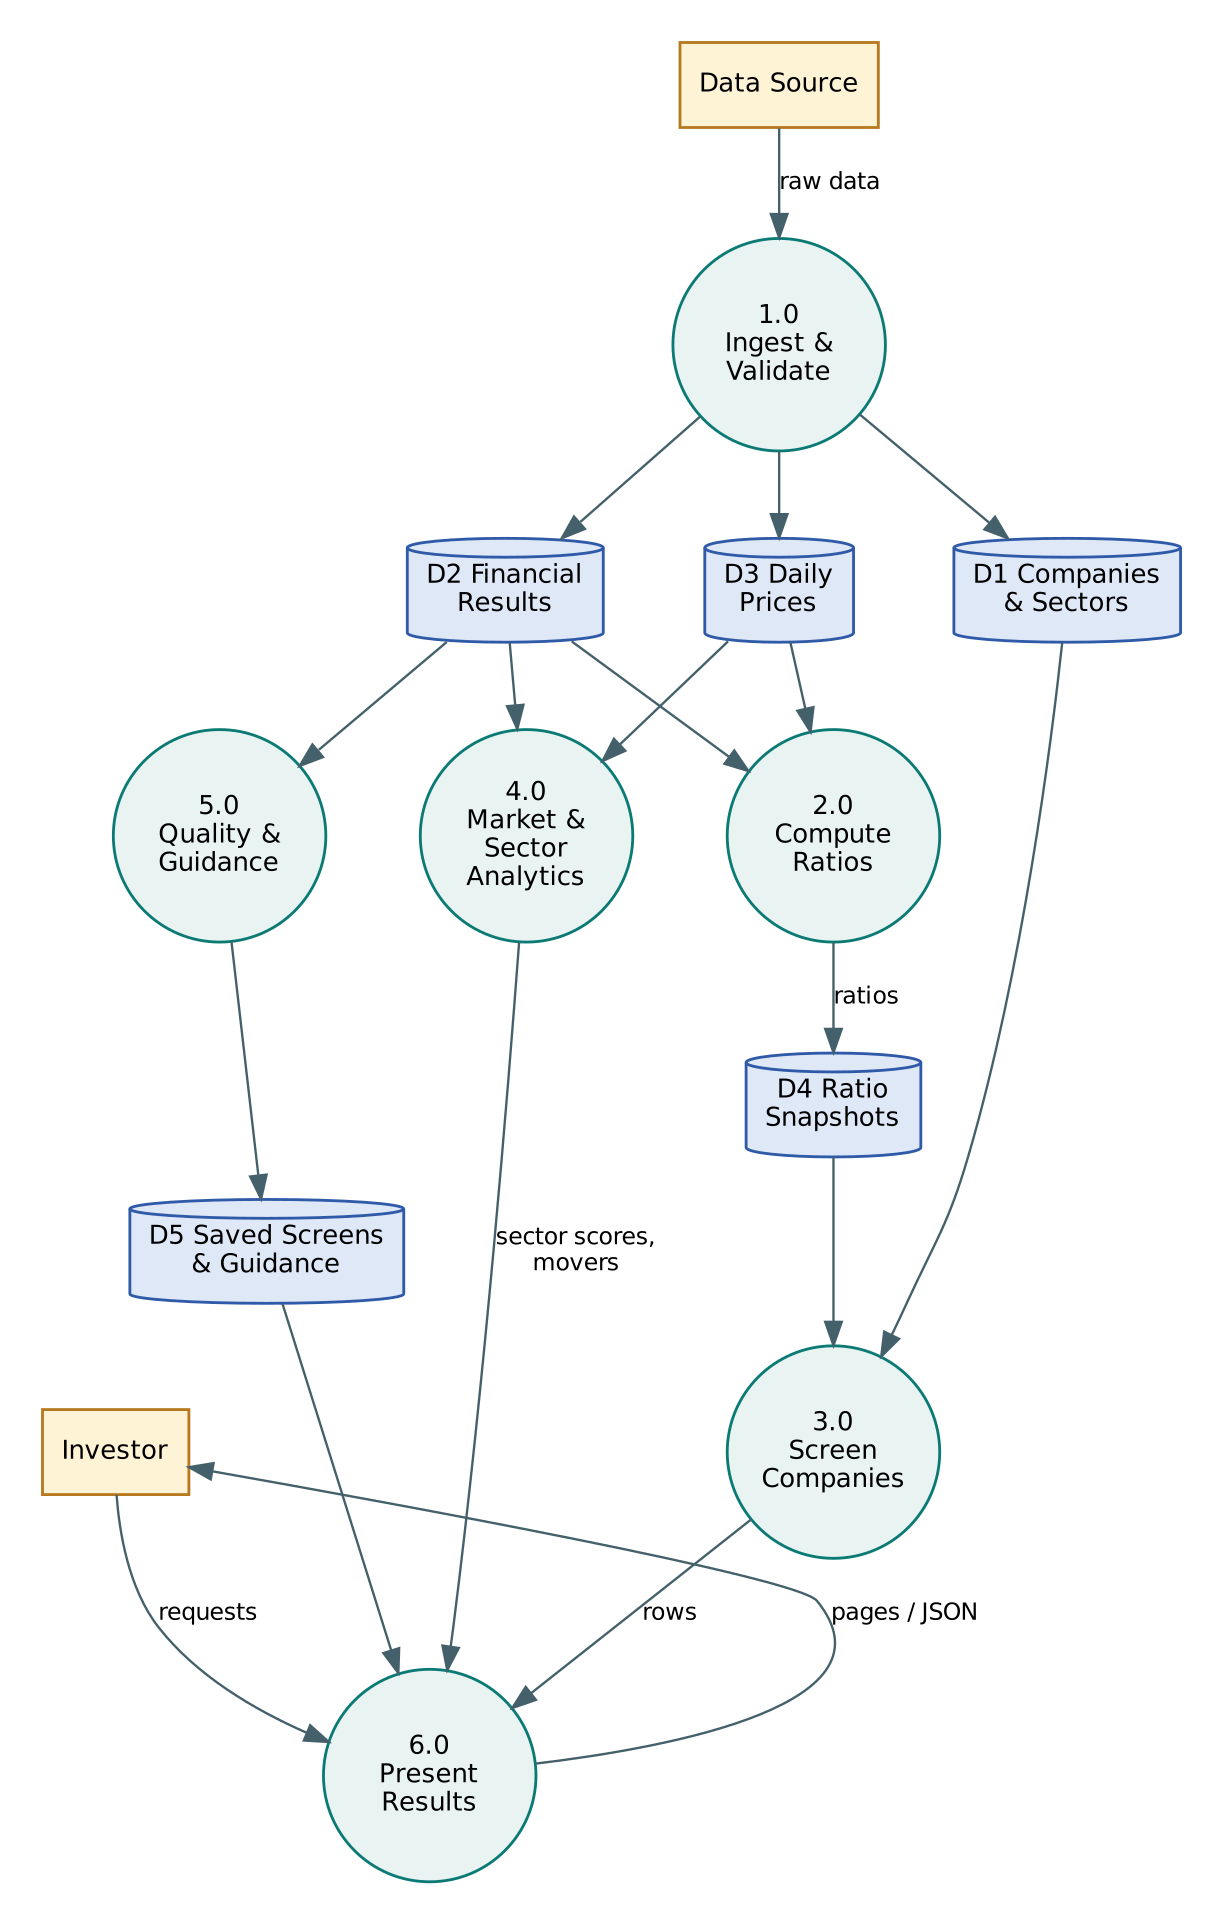 Data Source
raw data
1.0
Ingest &
Validate
D2 Financial
Results
D3 Daily
Prices
D1 Companies
& Sectors
5.0
Quality &
Guidance
4.0
Market &
Sector
Analytics
2.0
Compute
Ratios
ratios
D4 Ratio
Snapshots
D5 Saved Screens
& Guidance
sector scores,
movers
Investor
3.0
Screen
Companies
requests
rows
pages / JSON
6.0
Present
Results